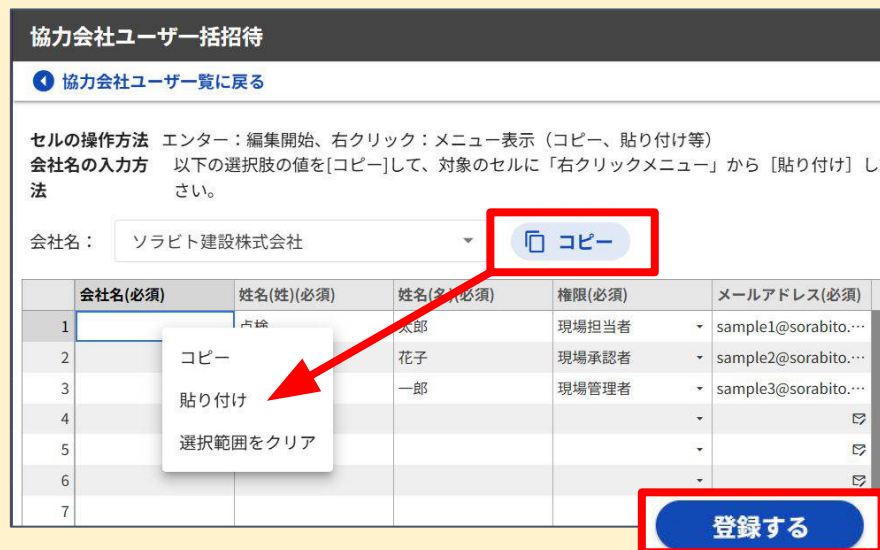 協力会社ユーザー括招待
協力会社ユーザー覧に戻る
セルの操作方法 エンター：編集開始、右クリック：メニュー表示（コピー、貼り付け等）
会社名の入力方法 以下の選択肢の値を[コピー]して、対象のセルに「右クリックメニュー」から［貼り付け］し
さい。
会社名： ソラビト建設株式会社 コピー
会社名(必須) 姓名(姓)(必須) 姓名(名)(必須) 権限(必須) メールアドレス(必須)
1 点検 太郎 現場担当者 sample1@sorabito.…
2 花子 現場承認者 sample2@sorabito.…
3 一郎 現場管理者 sample3@sorabito.…
4
5
6
7
コピー
貼り付け
選択範囲をクリア
登録する